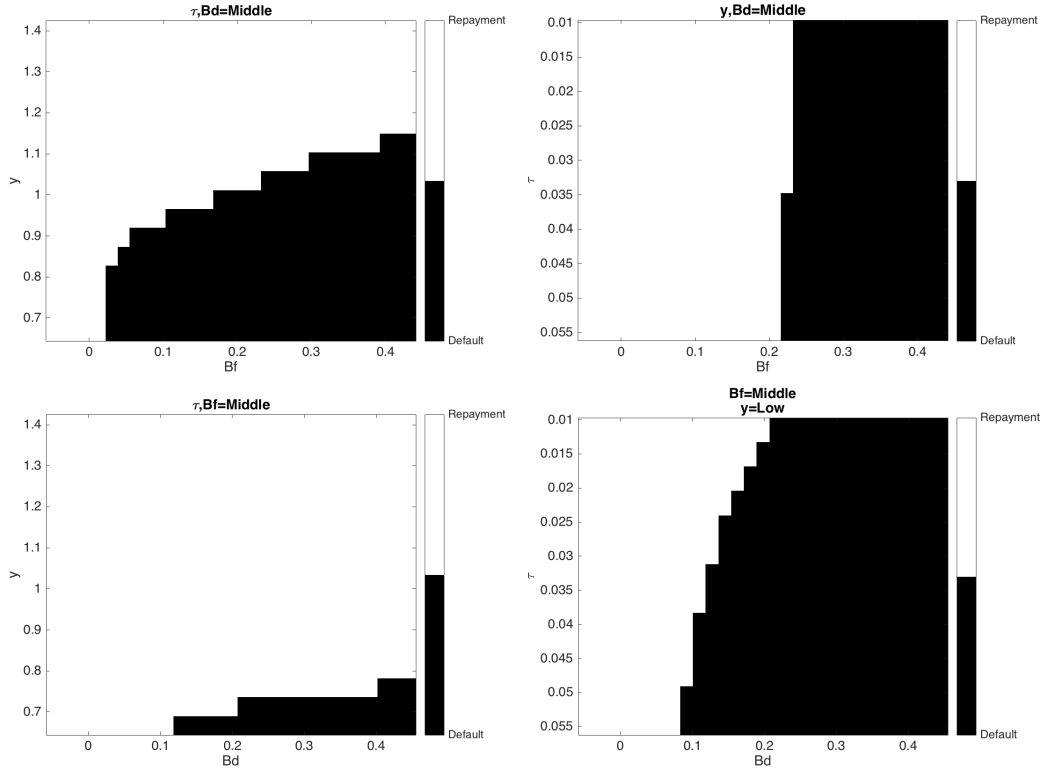 τ,Bd=Middle
Repayment
1.4
1.3
1.2
1.1
1
0.9
0.8
0.7
y
0
0.1
0.2
0.3
0.4
Bf
Default
y,Bd=Middle
Repayment
0.01
0.015
0.02
0.025
0.03
0.035
0.04
0.045
0.05
0.055
τ
0
0.1
0.2
0.3
0.4
Bf
Default
τ,Bf=Middle
Repayment
1.4
1.3
1.2
1.1
1
0.9
0.8
0.7
y
0
0.1
0.2
0.3
0.4
Bd
Default
Bf=Middle
y=Low
Repayment
0.01
0.015
0.02
0.025
0.03
0.035
0.04
0.045
0.05
0.055
τ
0
0.1
0.2
0.3
0.4
Bd
Default